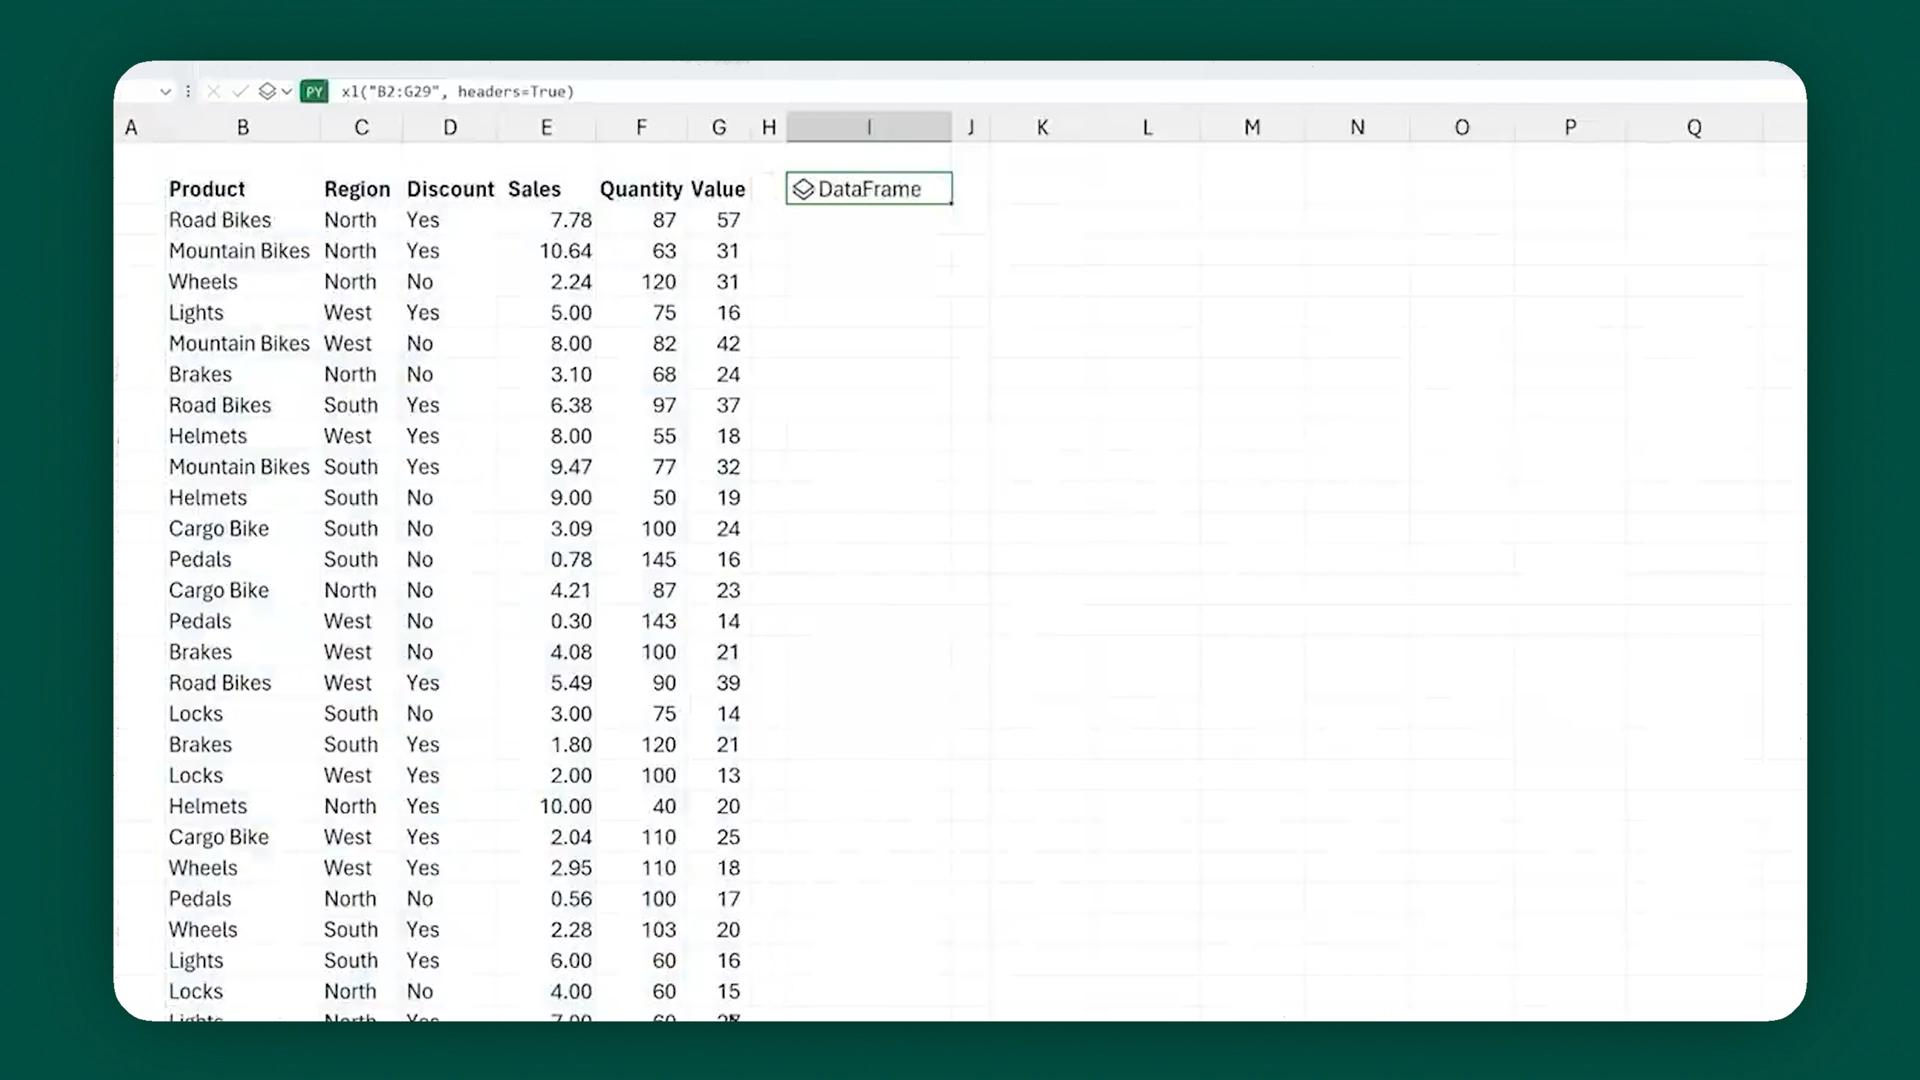 PY xl("B2:G29", headers=True)
A B C D E F G H I J K L M N O P Q
Product Region Discount Sales Quantity Value DataFrame
Road Bikes North Yes 7.78 87 57
Mountain Bikes North Yes 10.64 63 31
Wheels North No 2.24 120 31
Lights West Yes 5.00 75 16
Mountain Bikes West No 8.00 82 42
Brakes North No 3.10 68 24
Road Bikes South Yes 6.38 97 37
Helmets West Yes 8.00 55 18
Mountain Bikes South Yes 9.47 77 32
Helmets South No 9.00 50 19
Cargo Bike South No 3.09 100 24
Pedals South No 0.78 145 16
Cargo Bike North No 4.21 87 23
Pedals West No 0.30 143 14
Brakes West No 4.08 100 21
Road Bikes West Yes 5.49 90 39
Locks South No 3.00 75 14
Brakes South Yes 1.80 120 21
Locks West Yes 2.00 100 13
Helmets North Yes 10.00 40 20
Cargo Bike West Yes 2.04 110 25
Wheels West Yes 2.95 110 18
Pedals North No 0.56 100 17
Wheels South Yes 2.28 103 20
Lights South Yes 6.00 60 16
Locks North No 4.00 60 15
Lights North Yes 7.00 60